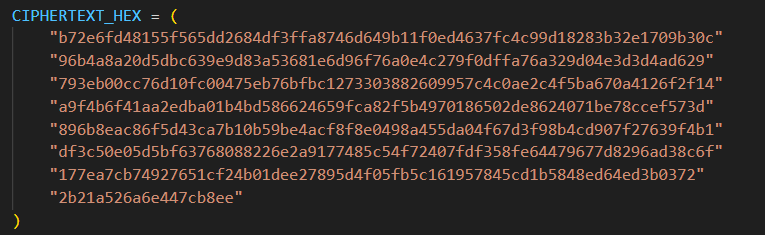 CIPHERTEXT_HEX = (
"b72e6fd48155f565dd2684df3ffa8746d649b11f0ed4637fc4c99d18283b32e1709b30c"
"96b4a8a20d5dbc639e9d83a53681e6d96f76a0e4c279f0dffa76a329d04e3d3d4ad629"
"793eb00cc76d10fc00475eb76bfbc1273303882609957c4c0ae2c4f5ba670a4126f2f14"
"a9f4b6f41aa2edba01b4bd586624659fca82f5b4970186502de8624071be78ccef573d"
"896b8eac86f5d43ca7b10b59be4acf8f8e0498a455da04f67d3f98b4cd907f27639f4b1"
"df3c50e05d5bf63768088226e2a9177485c54f72407fdf358fe64479677d8296ad38c6f"
"177ea7cb74927651cf24b01dee27895d4f05fb5c161957845cd1b5848ed64ed3b0372"
"2b21a526a6e447cb8ee"
)